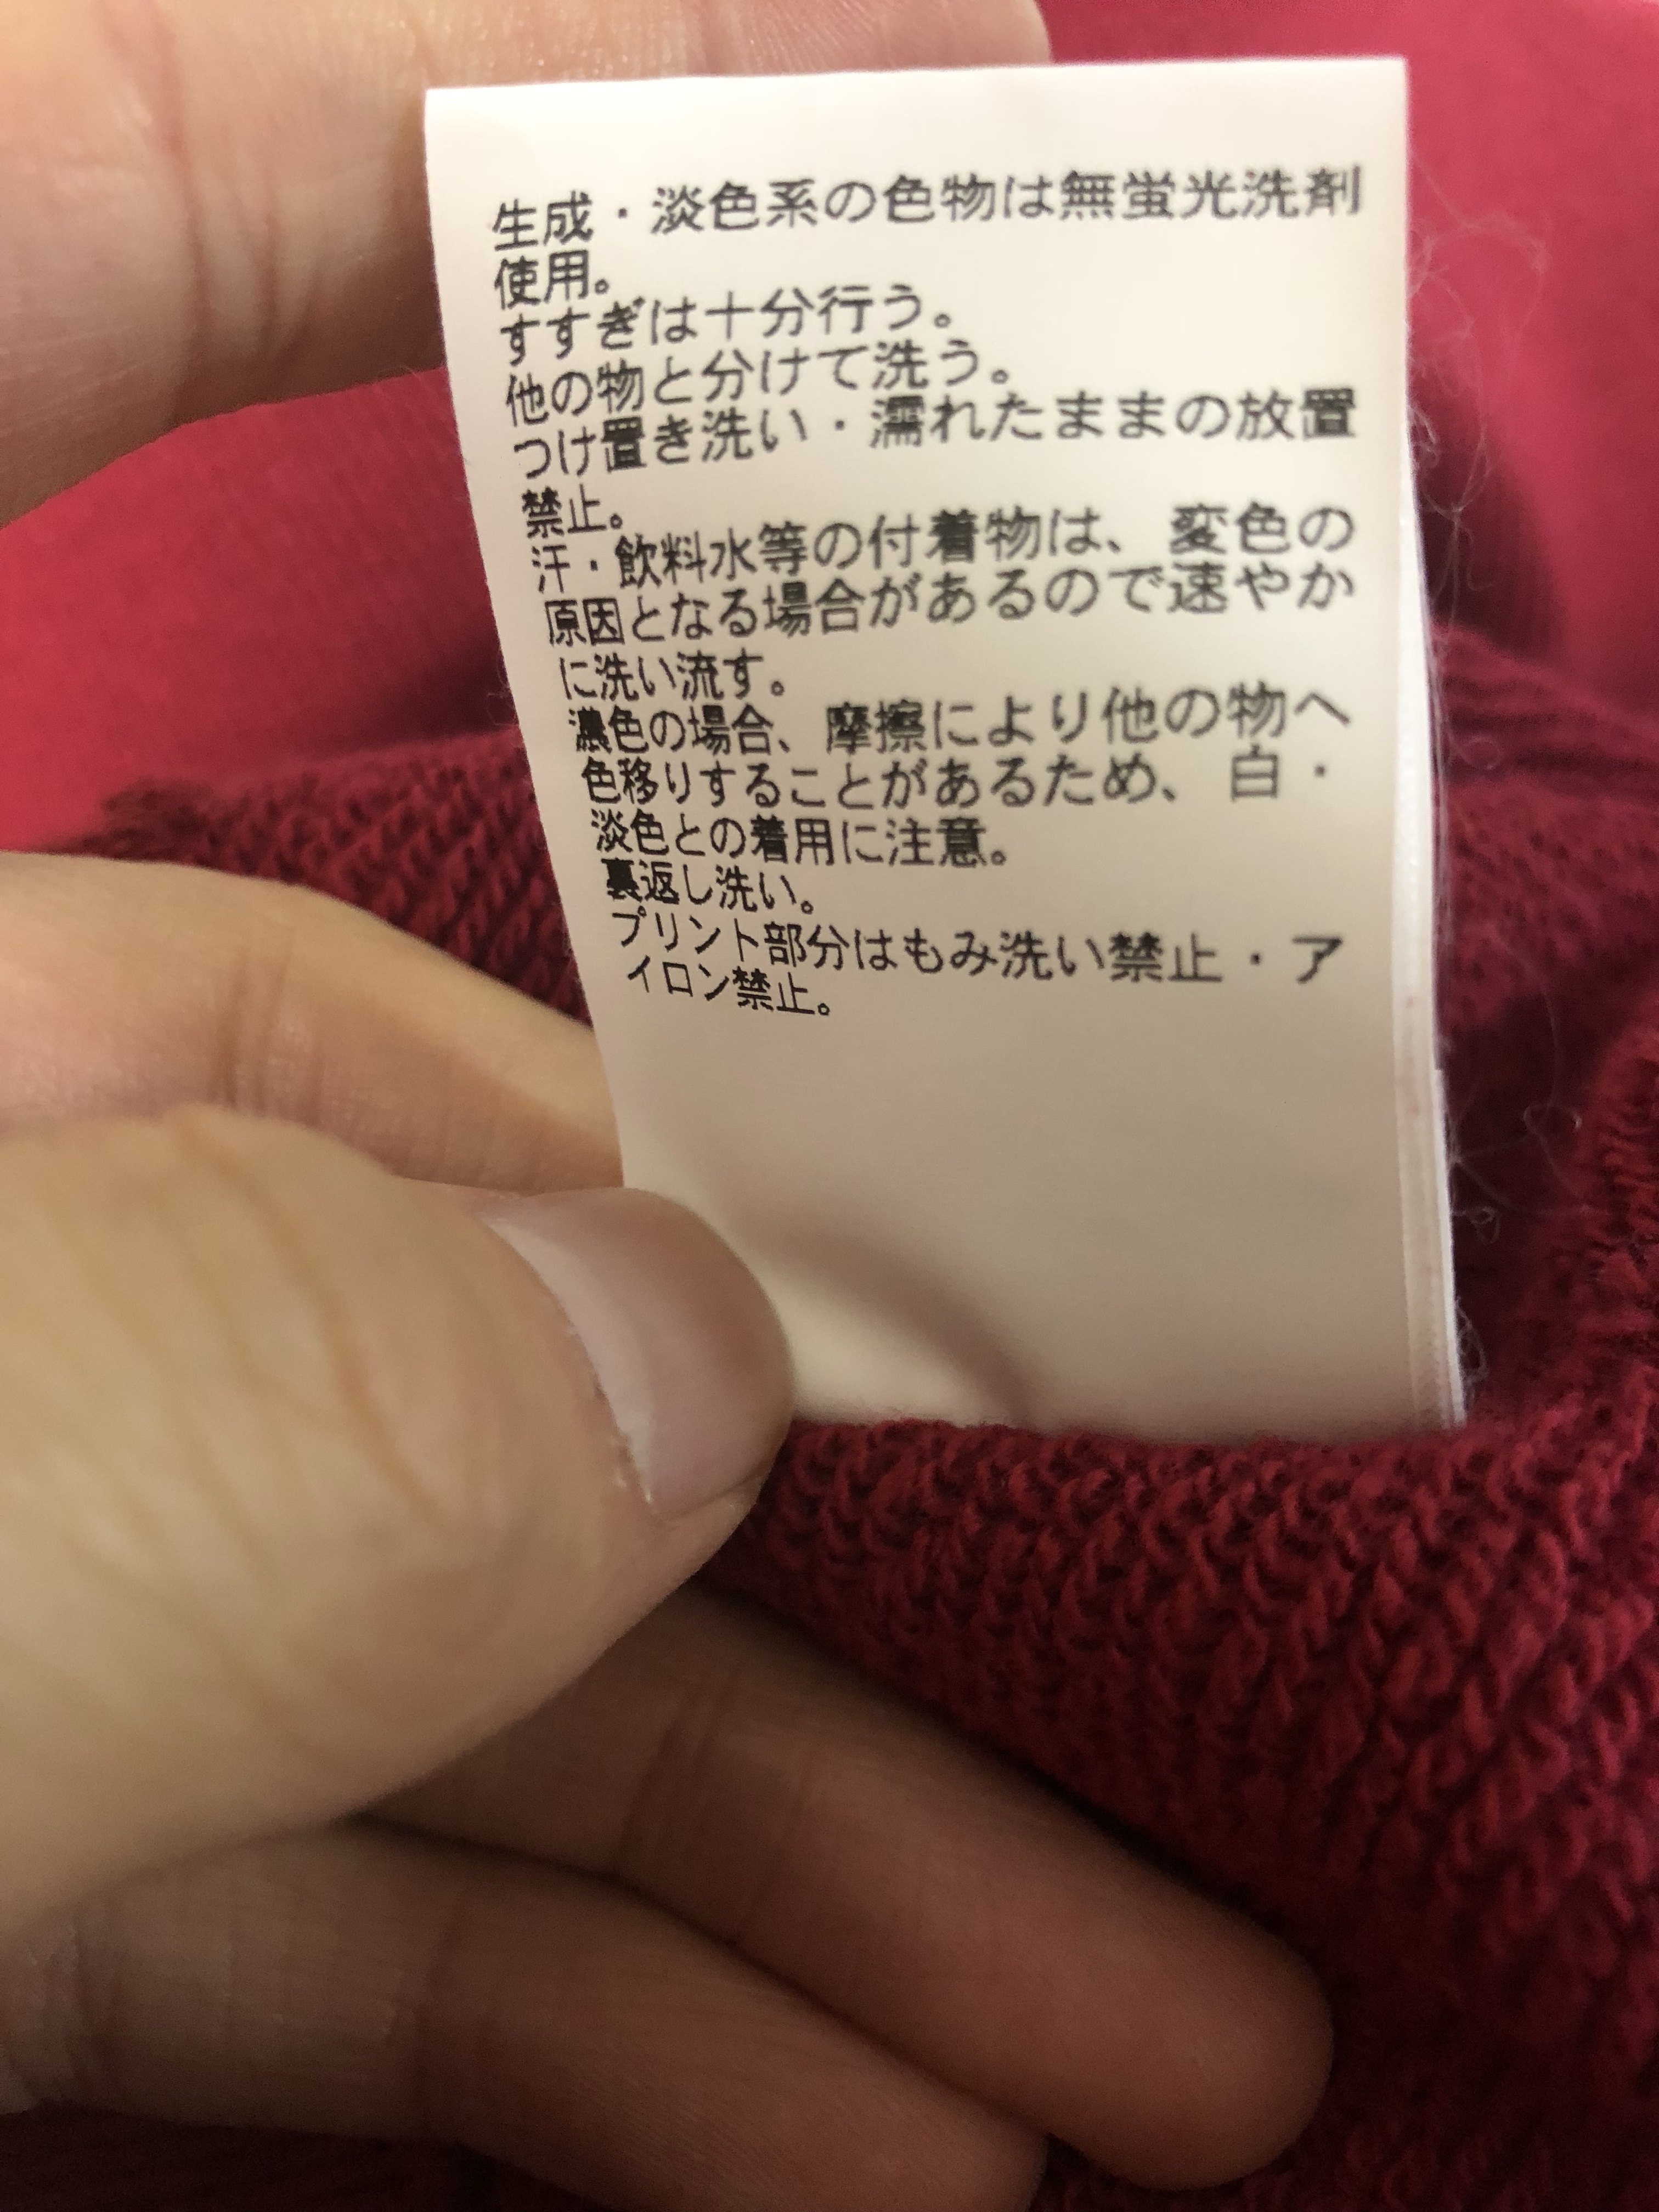 生成・淡色系の色物は無蛍光洗剤
使用。
すすぎは十分行う。
他の物と分けて洗う。
つけ置き洗い・濡れたままの放置
禁止。
汗・飲料水等の付着物は、変色の
原因となる場合があるので速やか
に洗い流す。
濃色の場合、摩擦により他の物へ
色移りすることがあるため、白・
淡色との着用に注意。
裏返し洗い。
プリント部分はもみ洗い禁止・ア
イロン禁止。